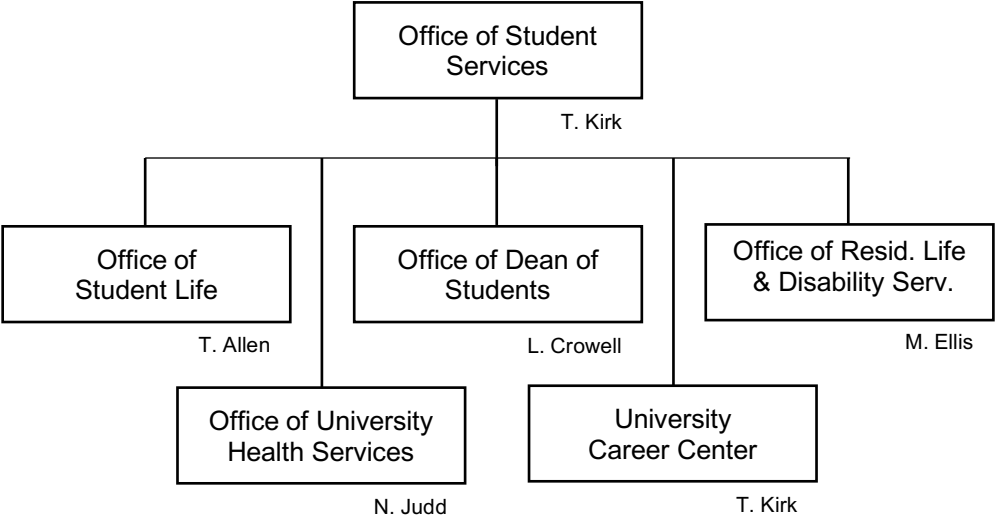 Office of Student
Services
T. Kirk
Office of
Student Life
T. Allen
Office of Dean of
Students
L. Crowell
Office of Resid. Life
& Disability Serv.
M. Ellis
Office of University
Health Services
N. Judd
University
Career Center
T. Kirk